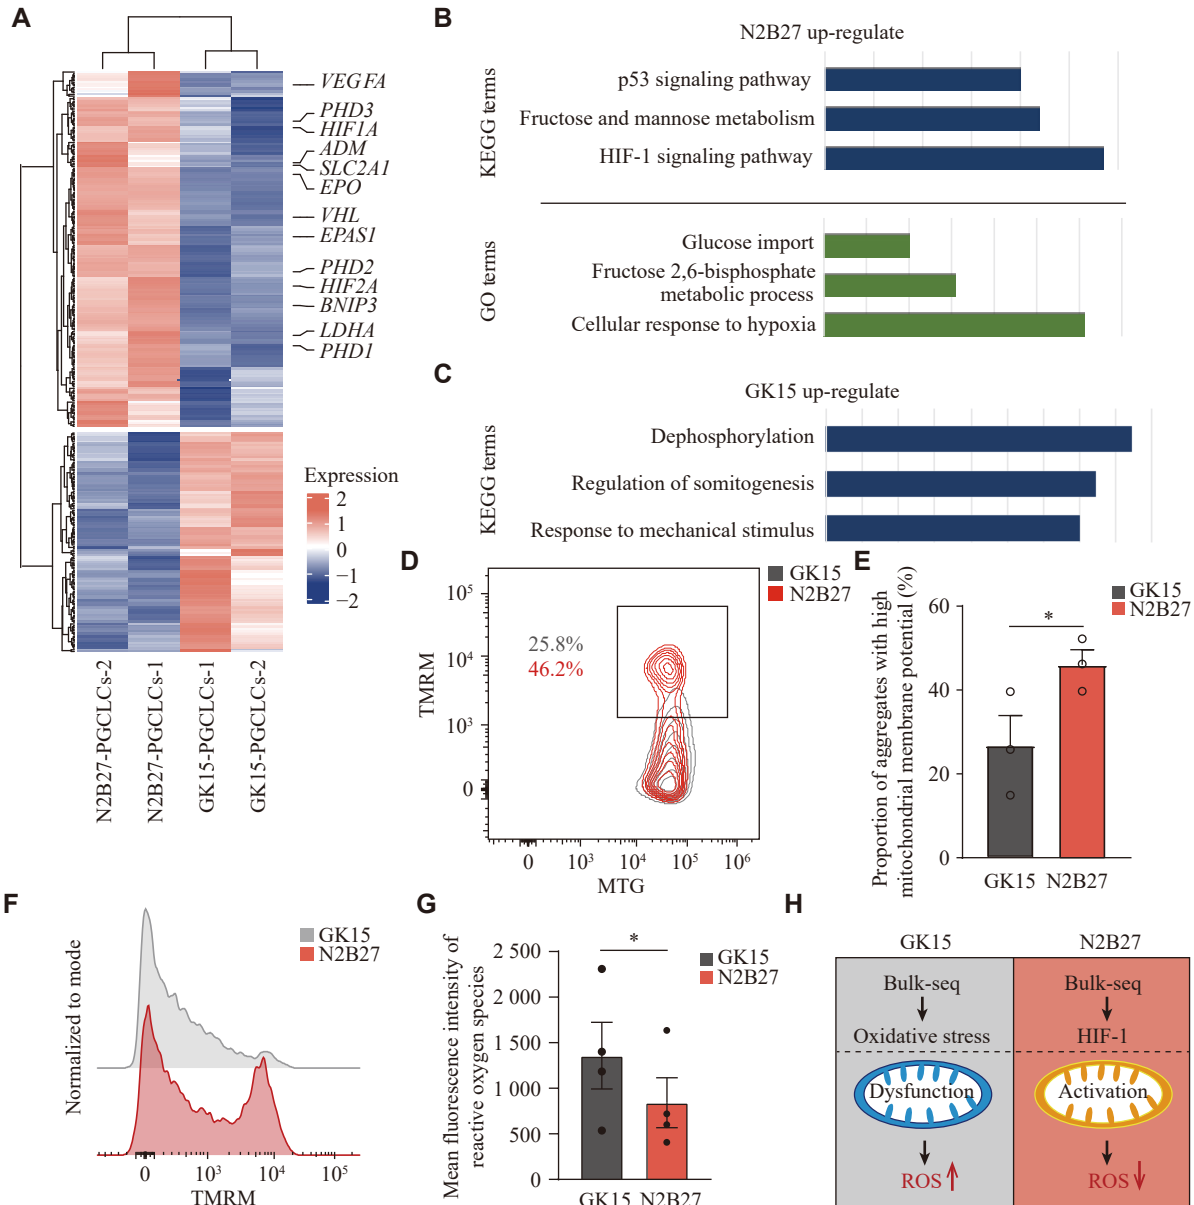 A
VEGFA
PHD3
HIF1A
ADM
SLC2A1
EPO
VHL
EPAS1
PHD2
HIF2A
BNIP3
LDHA
PHD1
Expression
2
1
0
−1
−2
N2B27-PGCLCs-2
N2B27-PGCLCs-1
GK15-PGCLCs-1
GK15-PGCLCs-2
B
N2B27 up-regulate
KEGG terms
p53 signaling pathway
Fructose and mannose metabolism
HIF-1 signaling pathway
GO terms
Glucose import
Fructose 2,6-bisphosphate
metabolic process
Cellular response to hypoxia
C
GK15 up-regulate
KEGG terms
Dephosphorylation
Regulation of somitogenesis
Response to mechanical stimulus
D
GK15
N2B27
TMRM
10⁵
10⁴
10³
0
25.8%
46.2%
0
10³
10⁴
10⁵
10⁶
MTG
E
GK15
N2B27
Proportion of aggregates with high
mitochondrial membrane potential (%)
60
40
20
0
*
GK15
N2B27
F
GK15
N2B27
Normalized to mode
0
10³
10⁴
10⁵
TMRM
G
GK15
N2B27
Mean fluorescence intensity of
reactive oxygen species
2 500
2 000
1 500
1 000
500
0
*
GK15
N2B27
H
GK15
N2B27
Bulk-seq
Bulk-seq
Oxidative stress
HIF-1
Dysfunction
Activation
ROS
ROS